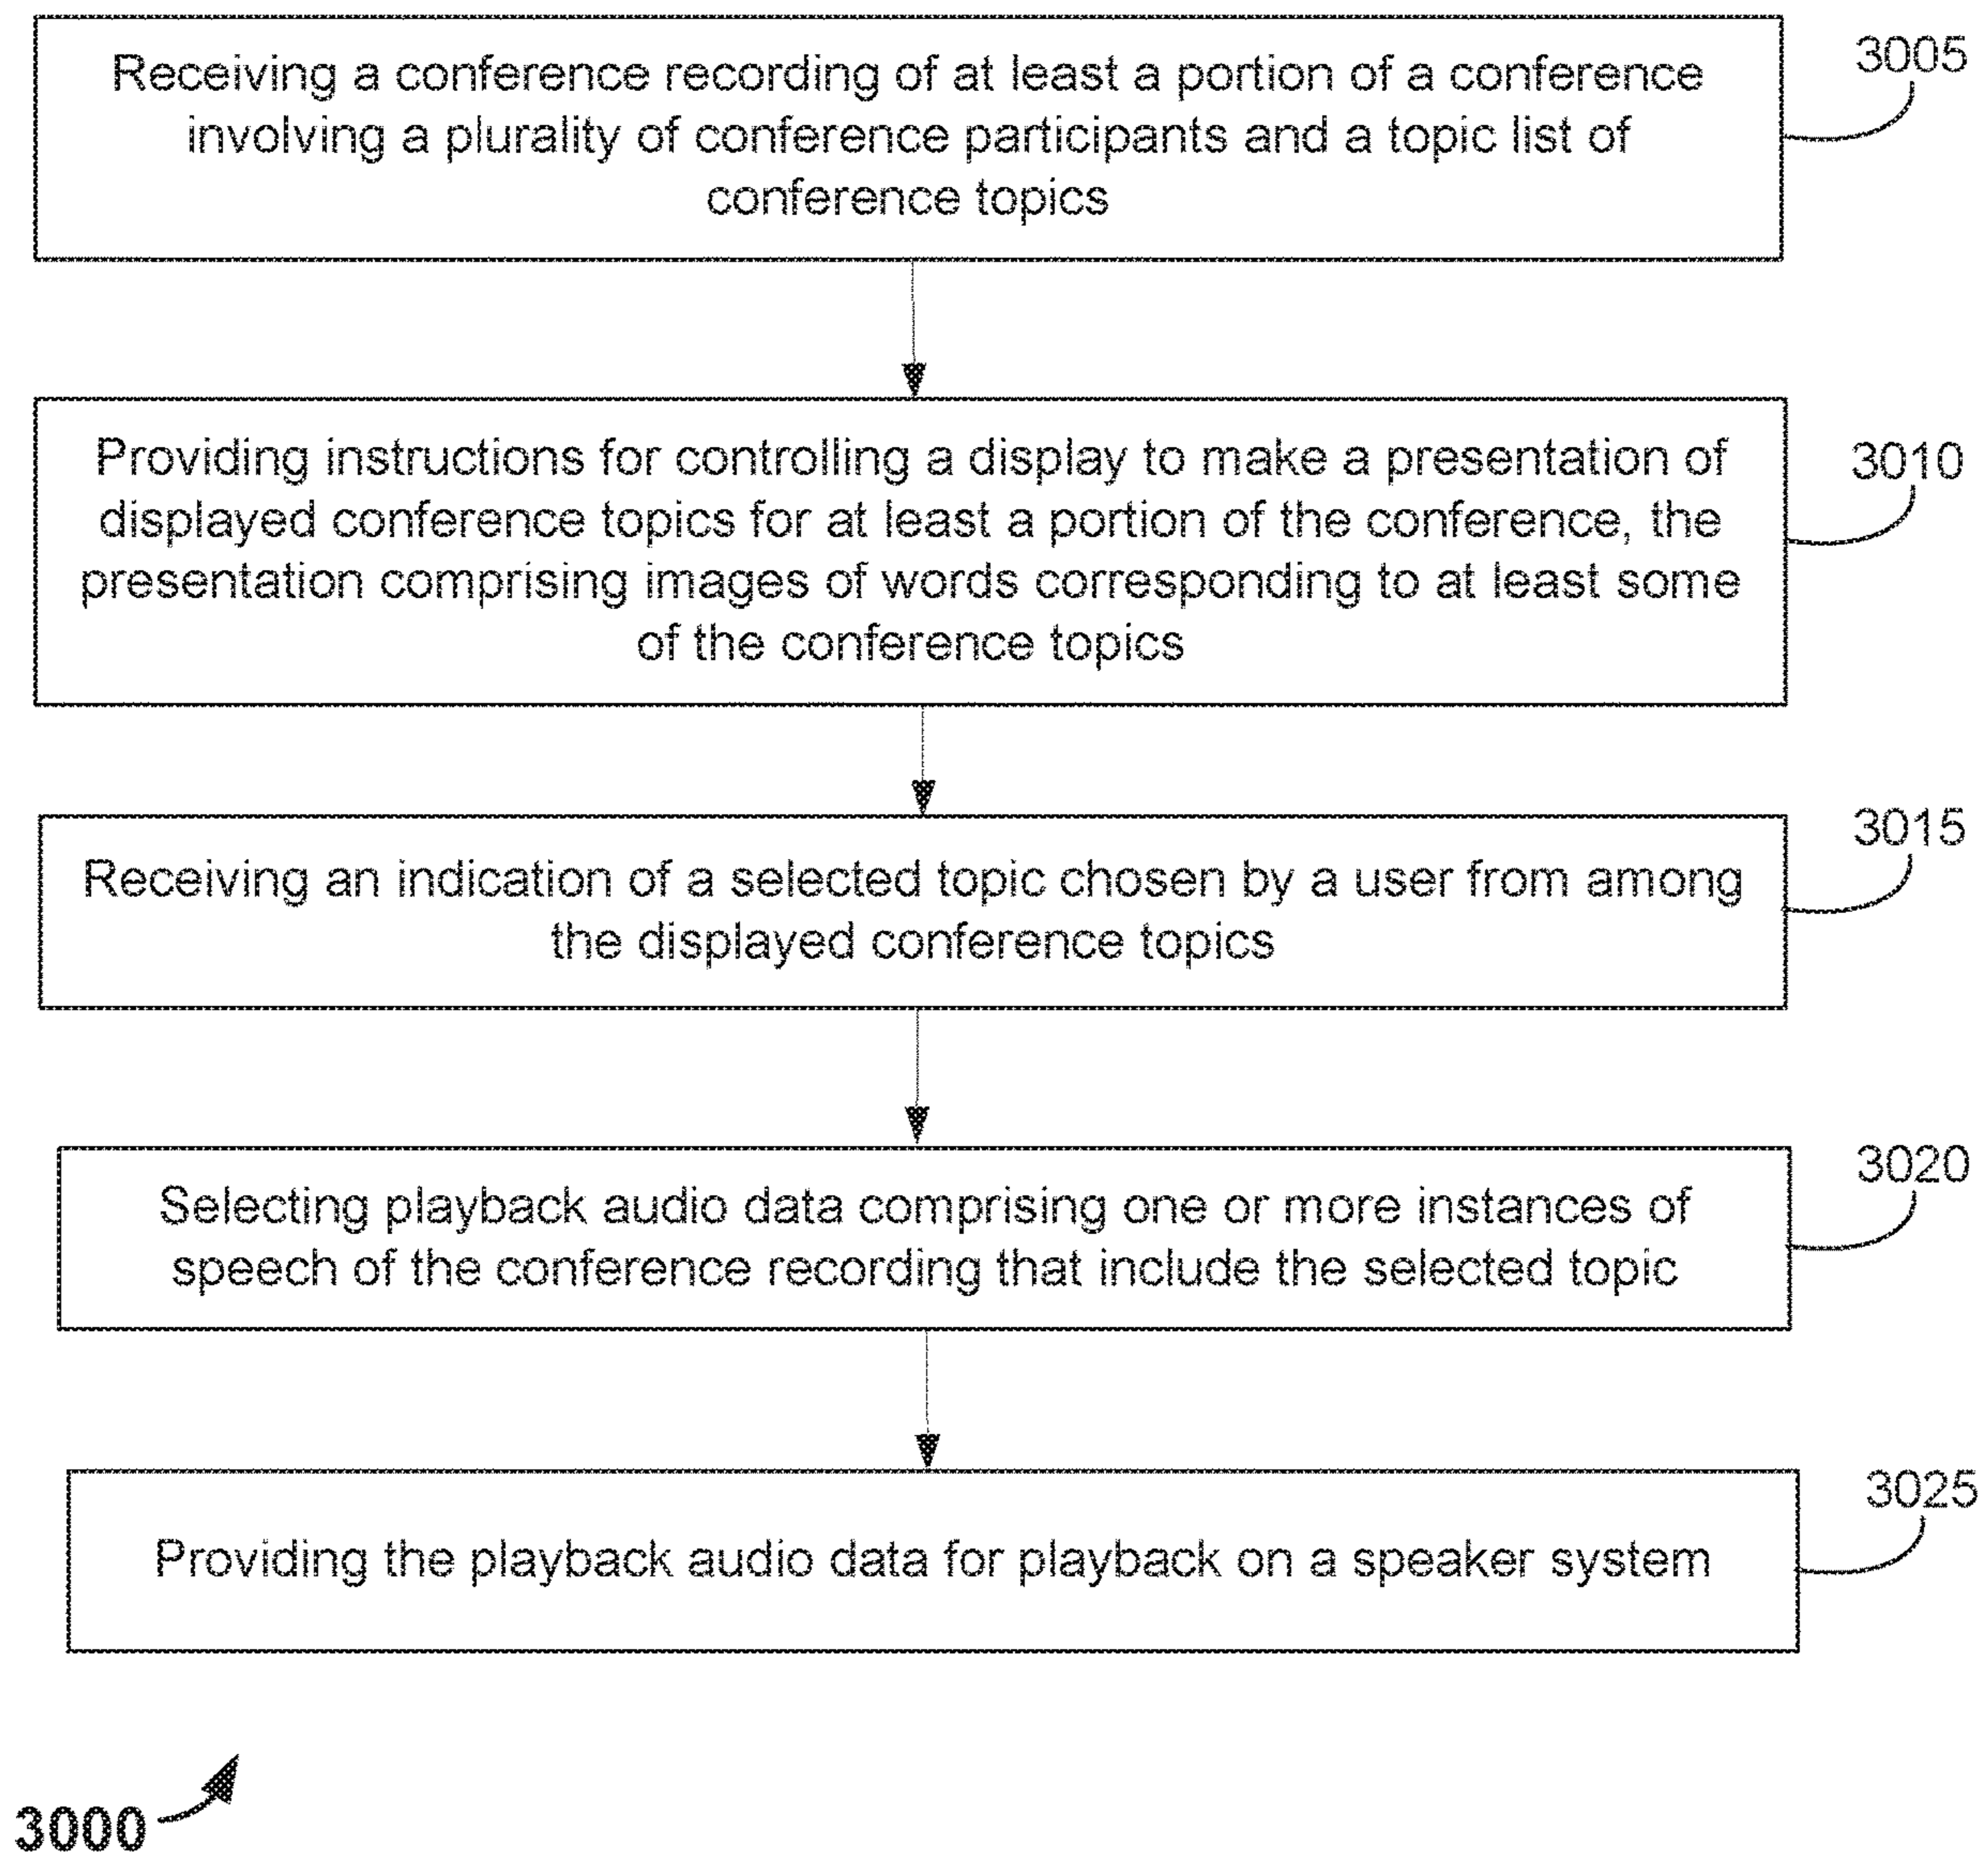 Receiving a conference recording of at least a portion of a conference
involving a plurality of conference participants and a topic list of
conference topics
3005
Providing instructions for controlling a display to make a presentation of
displayed conference topics for at least a portion of the conference, the
presentation comprising images of words corresponding to at least some
of the conference topics
3010
Receiving an indication of a selected topic chosen by a user from among
the displayed conference topics
3015
Selecting playback audio data comprising one or more instances of
speech of the conference recording that include the selected topic
3020
Providing the playback audio data for playback on a speaker system
3025
3000